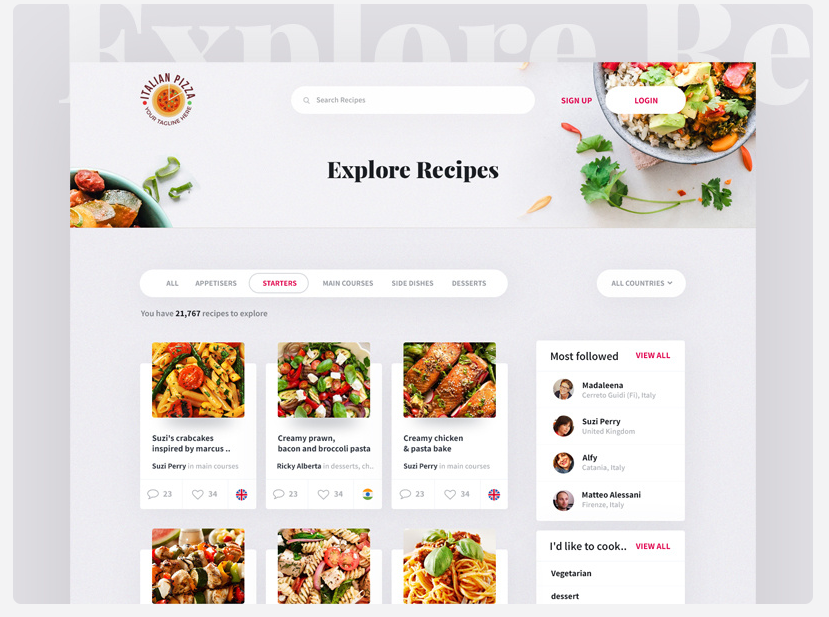 Explore Re
ITALIAN PIZZA
YOUR TAGLINE HERE
Search Recipes
SIGN UP
LOGIN
Explore Recipes
ALL
APPETISERS
STARTERS
MAIN COURSES
SIDE DISHES
DESSERTS
ALL COUNTRIES
You have 21,767 recipes to explore
Suzi's crabcakes
inspired by marcus ..
Suzi Perry in main courses
23
34
Creamy prawn,
bacon and broccoli pasta
Ricky Alberta in desserts, ch..
23
34
Creamy chicken
& pasta bake
Suzi Perry in main courses
23
34
Most followed
VIEW ALL
Madaleena
Cerreto Guidi (Fi), Italy
Suzi Perry
United Kingdom
Alfy
Catania, Italy
Matteo Alessani
Firenze, Italy
I'd like to cook..
VIEW ALL
Vegetarian
dessert